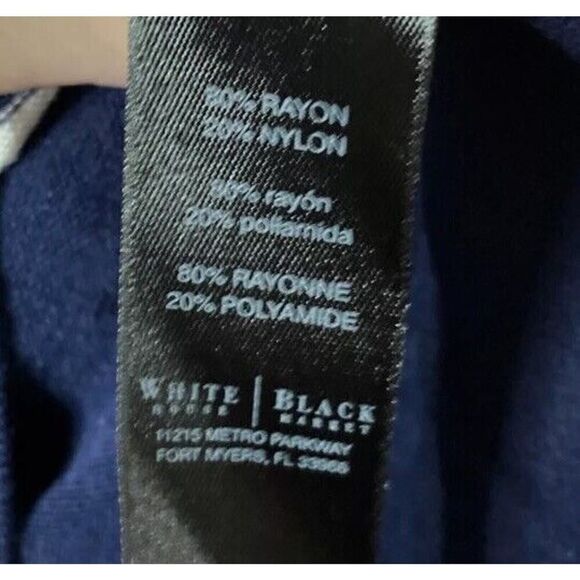 80% RAYON
20% NYLON
80% rayón
20% poliamida
80% RAYONNE
20% POLYAMIDE
WHITE | BLACK
HOUSE MARKET
11215 METRO PARKWAY
FORT MYERS, FL 33966